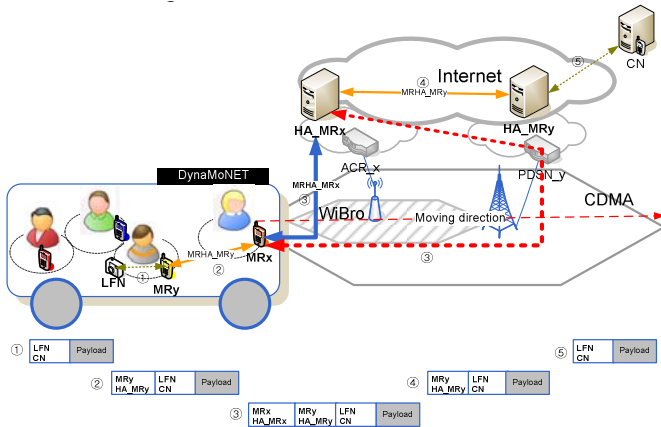 CN
⑤
④
Internet
MRHA_MRy
HA_MRx
HA_MRy
ACR_x
PDSN_y
DynaMoNET
MRHA_MRx
③
WiBro
CDMA
Moving direction
MRHA_MRy
②
MRx
③
①
LFN
MRy
①
LFN
CN
Payload
⑤
LFN
CN
Payload
②
MRy
HA_MRy
LFN
CN
Payload
④
MRy
HA_MRy
LFN
CN
Payload
③
MRx
HA_MRx
MRy
HA_MRy
LFN
CN
Payload